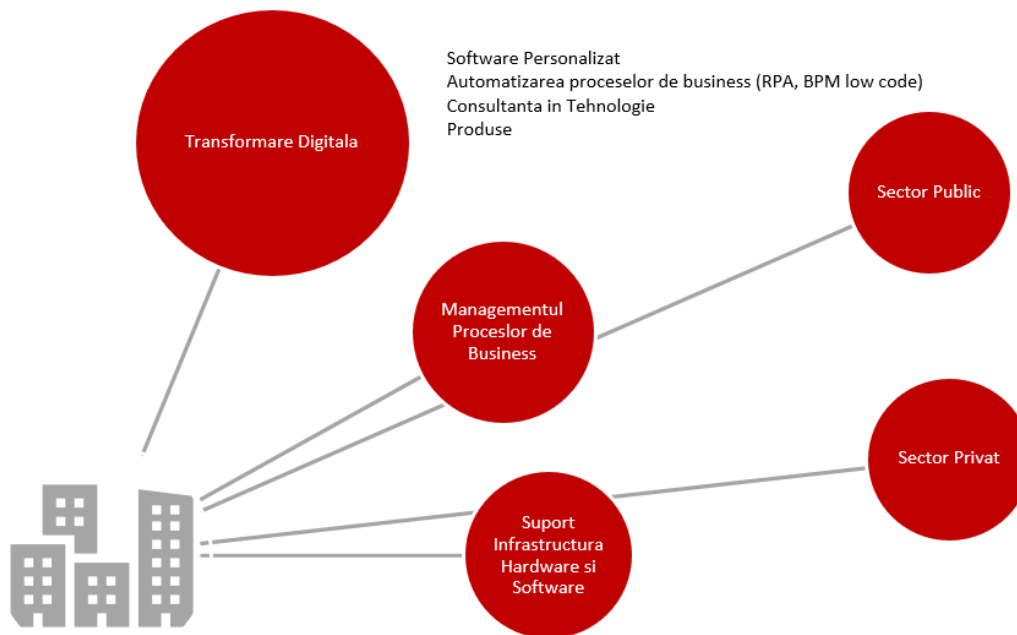 Software Personalizat
Automatizarea proceselor de business (RPA, BPM low code)
Consultanta in Tehnologie
Produse
Transformare Digitala
Sector Public
Managementul
Proceslor de
Business
Sector Privat
Suport
Infrastructura
Hardware si
Software